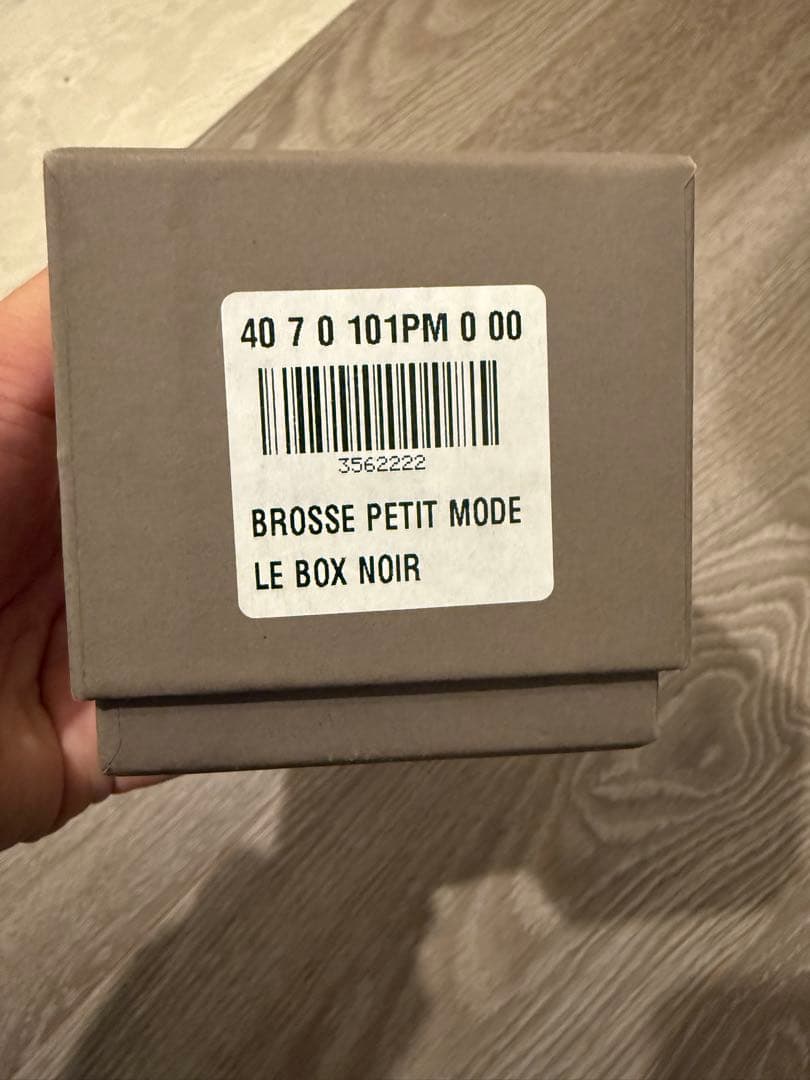 40 7 0 101PM 0 00
3562222
BROSSE PETIT MODE
LE BOX NOIR